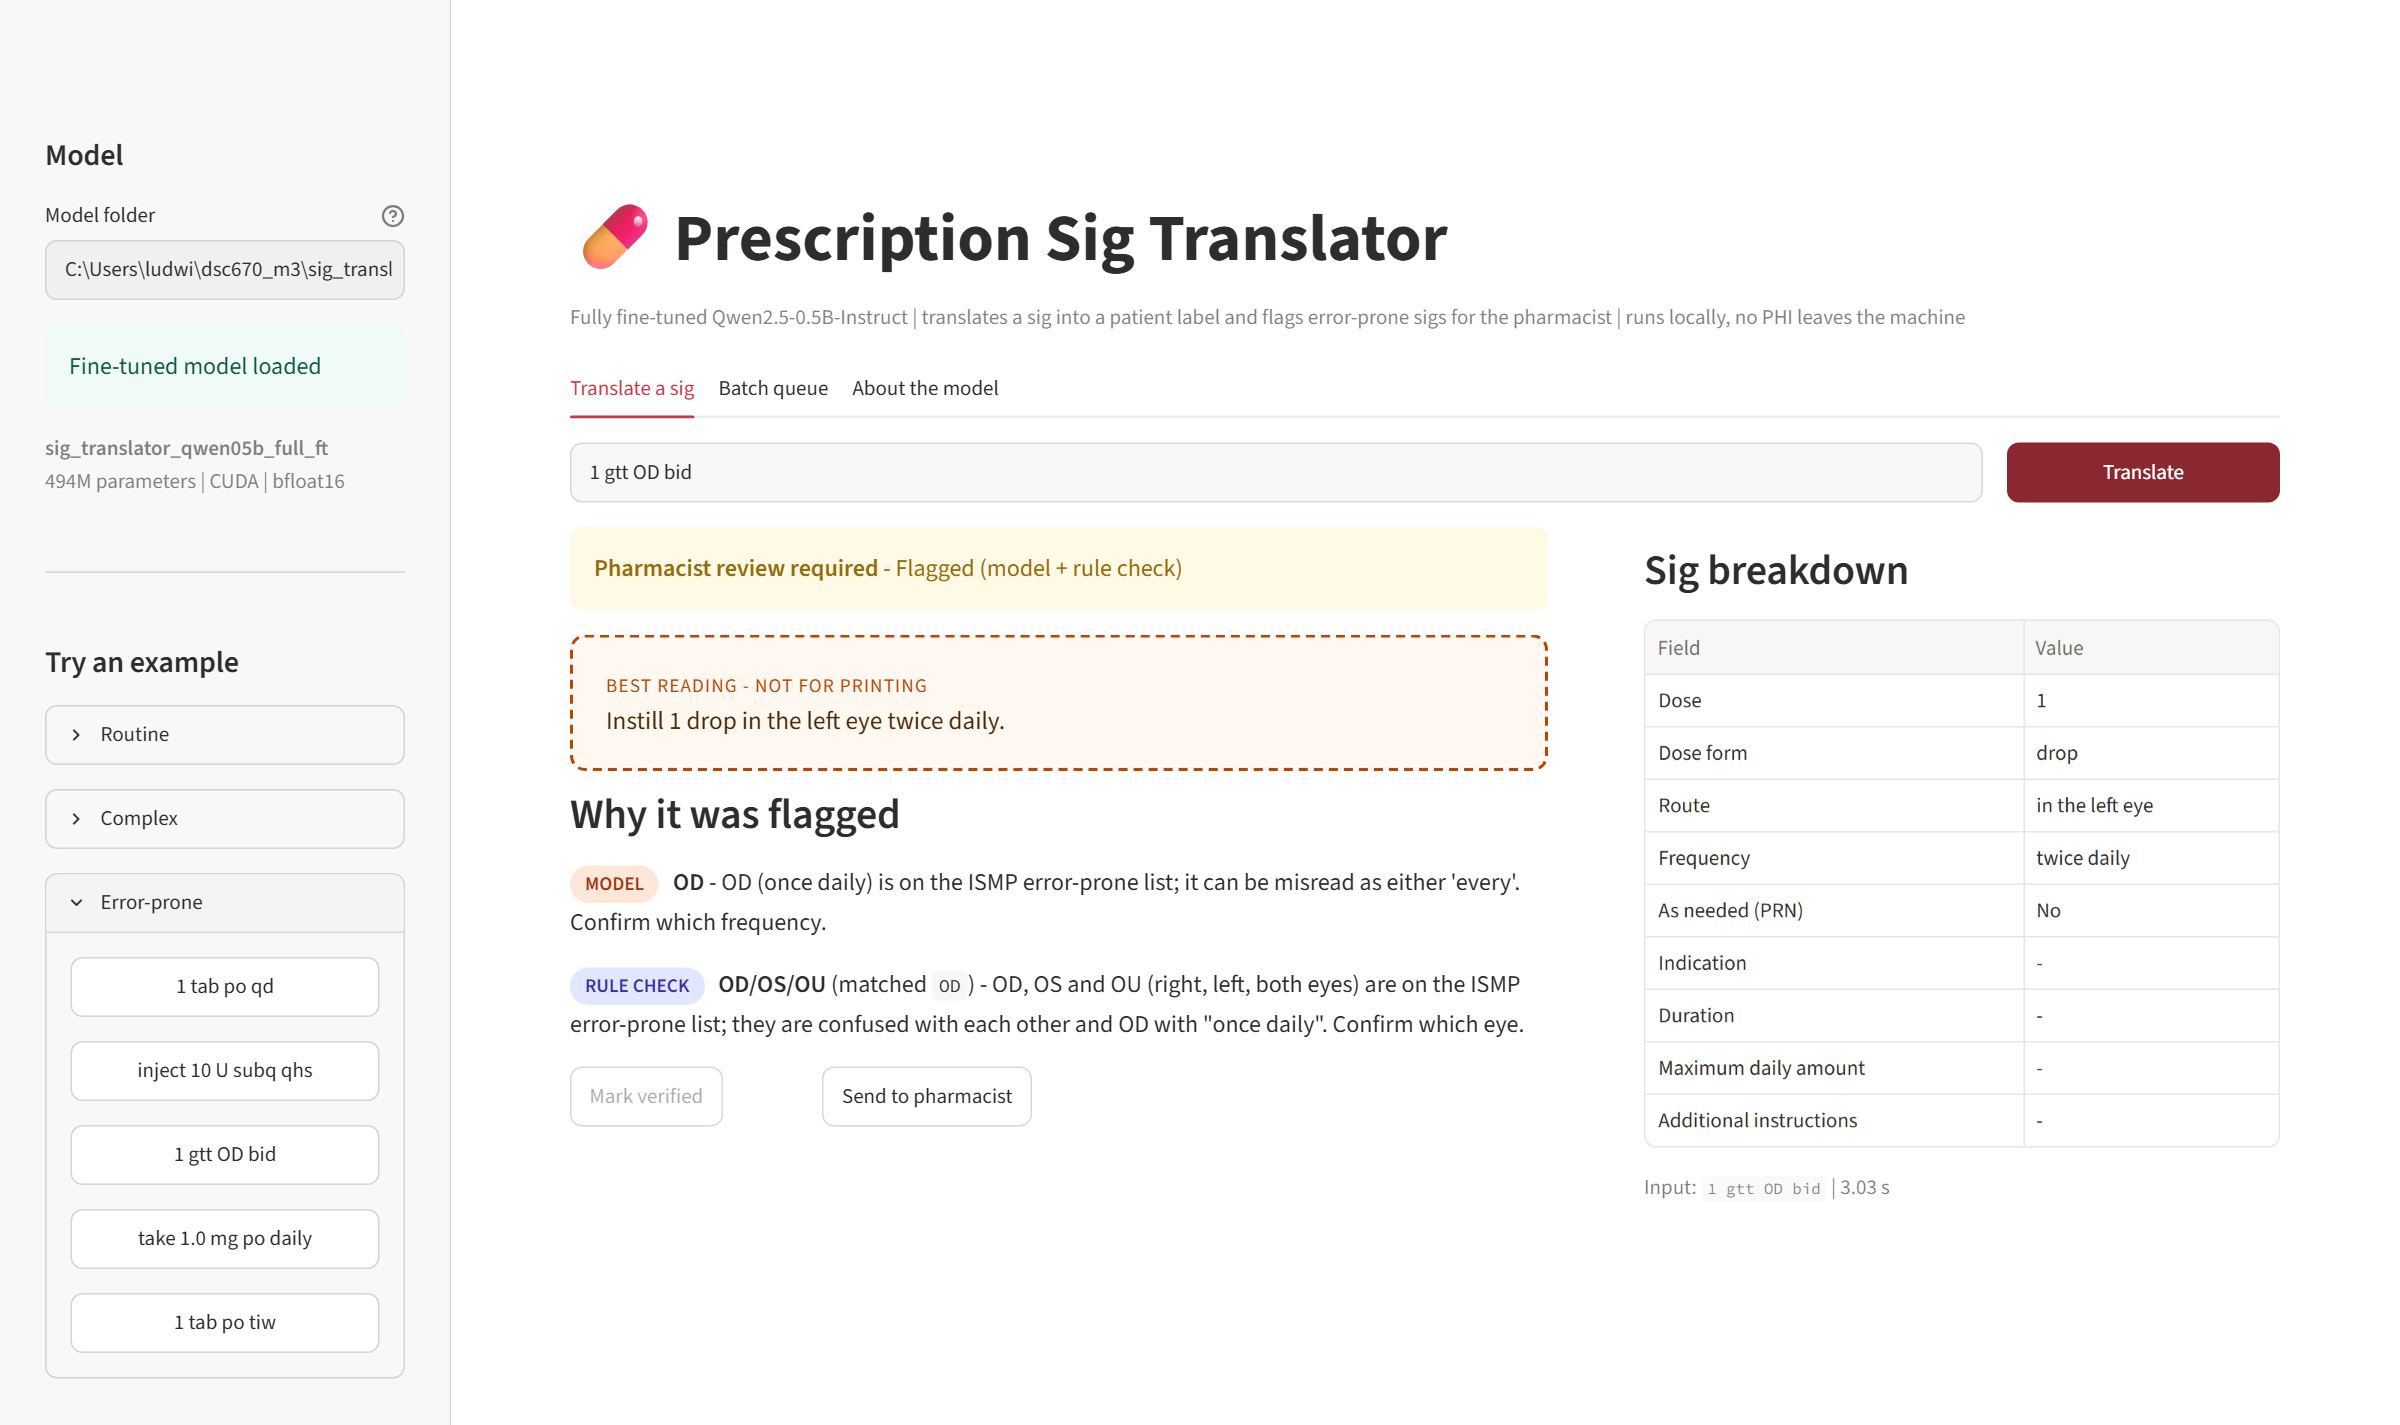 Model
Model folder
C:\Users\ludwi\dsc670_m3\sig_transl
Fine-tuned model loaded
sig_translator_qwen05b_full_ft
494M parameters | CUDA | bfloat16
Try an example
Routine
Complex
Error-prone
1 tab po qd
inject 10 U subq qhs
1 gtt OD bid
take 1.0 mg po daily
1 tab po tiw
Prescription Sig Translator
Fully fine-tuned Qwen2.5-0.5B-Instruct | translates a sig into a patient label and flags error-prone sigs for the pharmacist | runs locally, no PHI leaves the machine
Translate a sig Batch queue About the model
1 gtt OD bid
Translate
Pharmacist review required - Flagged (model + rule check)
BEST READING - NOT FOR PRINTING
Instill 1 drop in the left eye twice daily.
Why it was flagged
MODEL OD - OD (once daily) is on the ISMP error-prone list; it can be misread as either 'every'.
Confirm which frequency.
RULE CHECK OD/OS/OU (matched OD ) - OD, OS and OU (right, left, both eyes) are on the ISMP
error-prone list; they are confused with each other and OD with "once daily". Confirm which eye.
Mark verified Send to pharmacist
Sig breakdown
Field Value
Dose 1
Dose form drop
Route in the left eye
Frequency twice daily
As needed (PRN) No
Indication -
Duration -
Maximum daily amount -
Additional instructions -
Input: 1 gtt OD bid | 3.03 s